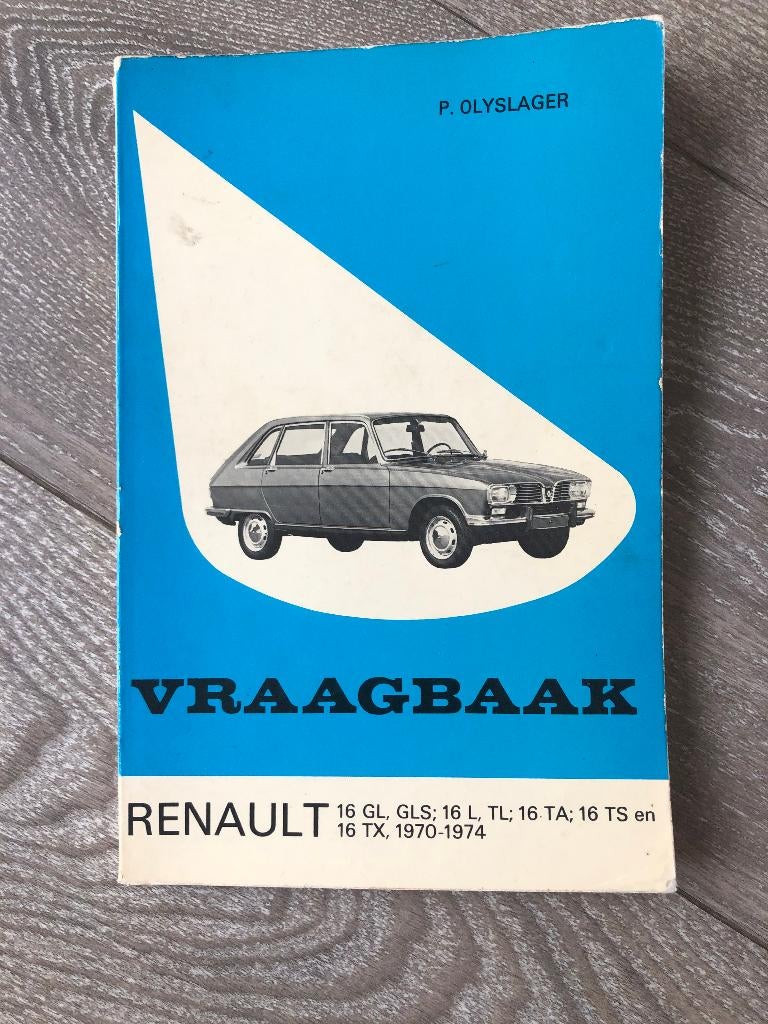 P. OLYSLAGER
VRAAGBAAK
RENAULT 16 GL, GLS; 16 L, TL; 16 TA; 16 TS en
16 TX, 1970-1974